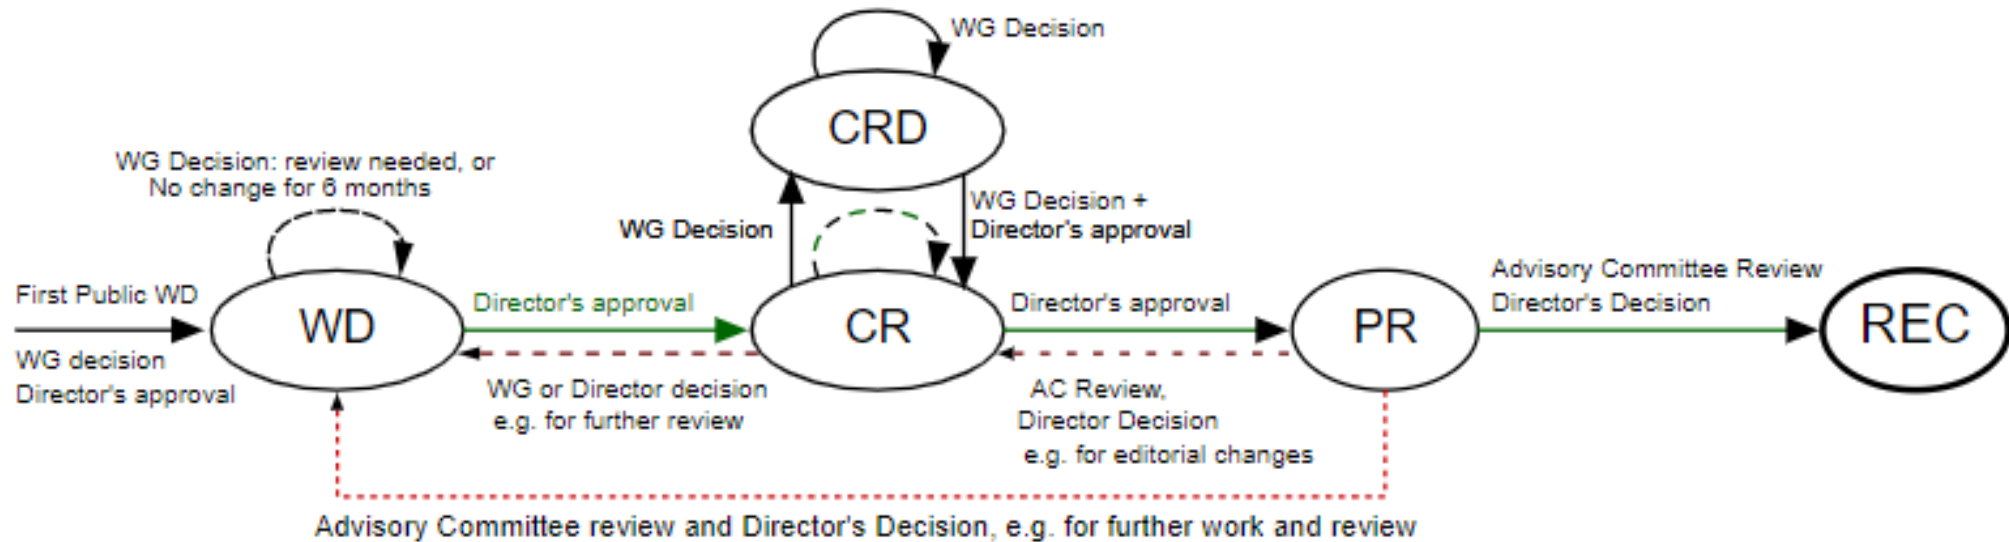 WG Decision
CRD
WG Decision: review needed, or
No change for 6 months
WG Decision
WG Decision +
Director's approval
First Public WD
WG decision
Director's approval
WD
Director's approval
WG or Director decision
e.g. for further review
CR
Director's approval
AC Review,
Director Decision
e.g. for editorial changes
PR
Advisory Committee Review
Director's Decision
REC
Advisory Committee review and Director's Decision, e.g. for further work and review